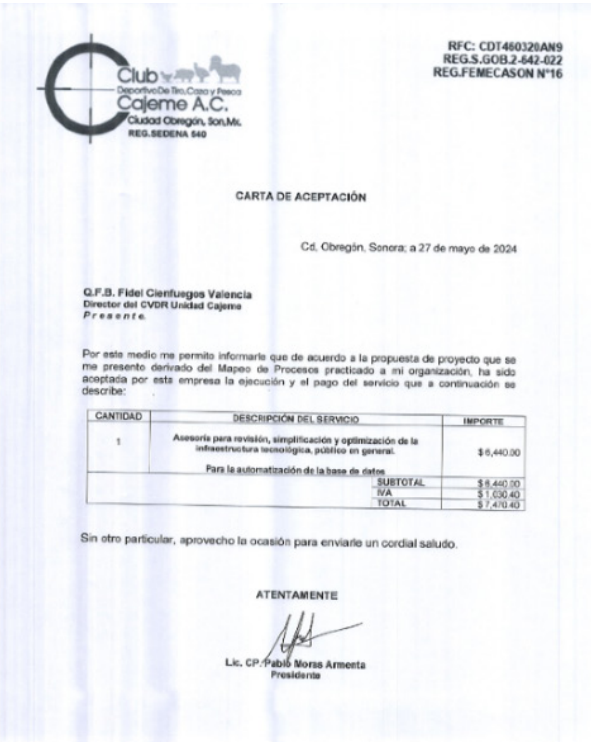 RFC: CDT460320AN9
REG.S.GOB.2-642-022
REG.FEMECASON N°16
Club
Deportivo De Tiro, Caza y Pesca
Cajeme A.C.
Ciudad Obregón, Son, Mx.
REG.SEDENA 540
CARTA DE ACEPTACIÓN
Cd. Obregón, Sonora; a 27 de mayo de 2024
Q.F.B. Fidel Cienfuegos Valencia
Director del CVDR Unidad Cajeme
Presente
Por este medio me permito informarle que de acuerdo a la propuesta de proyecto que se
me presento derivado del Mapeo de Procesos practicado a mi organización, ha sido
aceptada por esta empresa la ejecución y el pago del servicio que a continuación se
describe:
CANTIDAD DESCRIPCIÓN DEL SERVICIO IMPORTE
1 Asesoría para revisión, simplificación y optimización de la
infraestructura tecnológica, público en general. $ 6,440.00
Para la automatización de la base de datos
SUBTOTAL $ 6,440.00
IVA $ 1,030.40
TOTAL $ 7,470.40
Sin otro particular, aprovecho la ocasión para enviarle un cordial saludo.
ATENTAMENTE
Lic. CP. Pablo Moras Armenta
Presidente